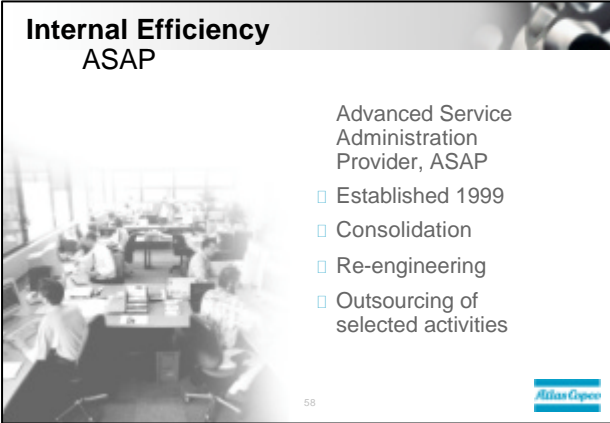 Internal Efficiency
ASAP
Advanced Service
Administration
Provider, ASAP
Established 1999
Consolidation
Re-engineering
Outsourcing of
selected activities
58
Atlas Copco